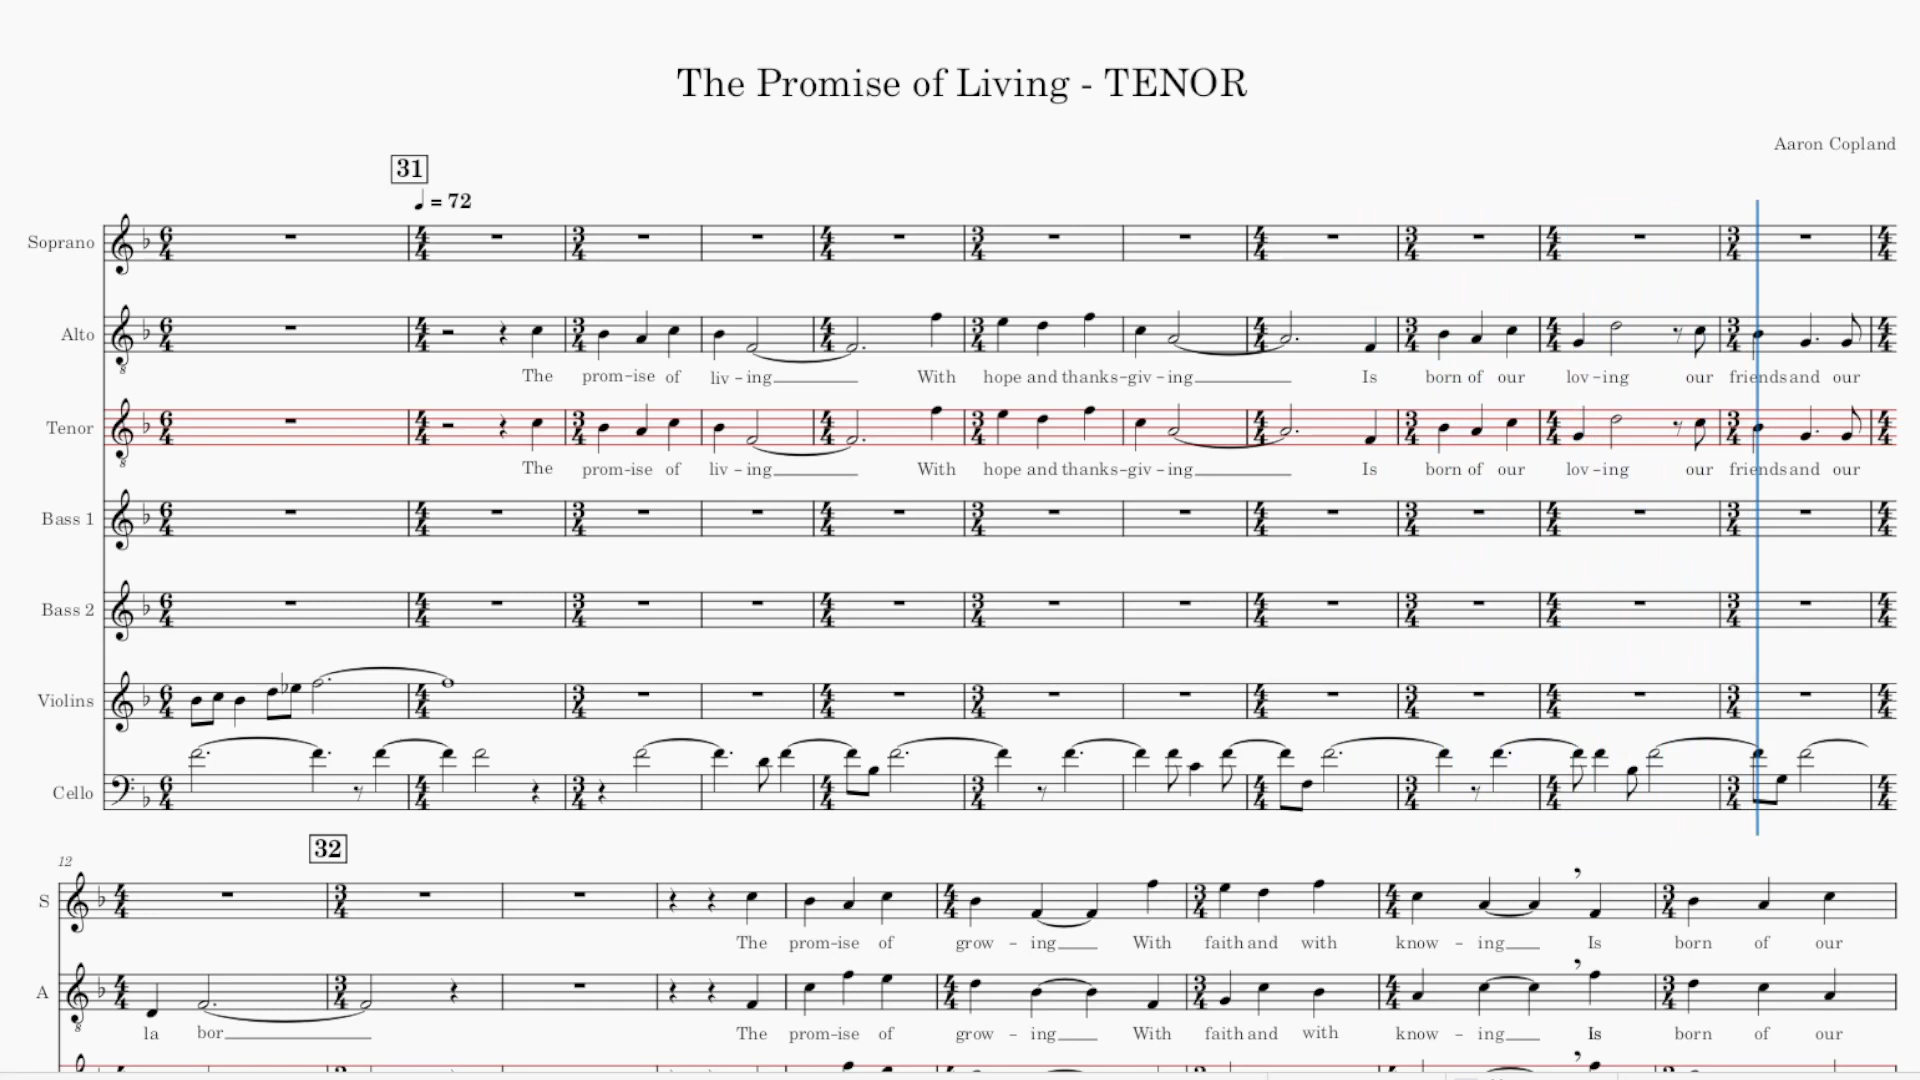 The Promise of Living - TENOR
Aaron Copland
31
♩ = 72
Soprano
Alto
The prom-ise of liv-ing With hope and thanks-giv-ing Is born of our lov-ing our friends and our
Tenor
The prom-ise of liv-ing With hope and thanks-giv-ing Is born of our lov-ing our friends and our
Bass 1
Bass 2
Violins
Cello
32
12
S
The prom-ise of grow-ing With faith and with know-ing Is born of our
A
la bor The prom-ise of grow-ing With faith and with know-ing Is born of our